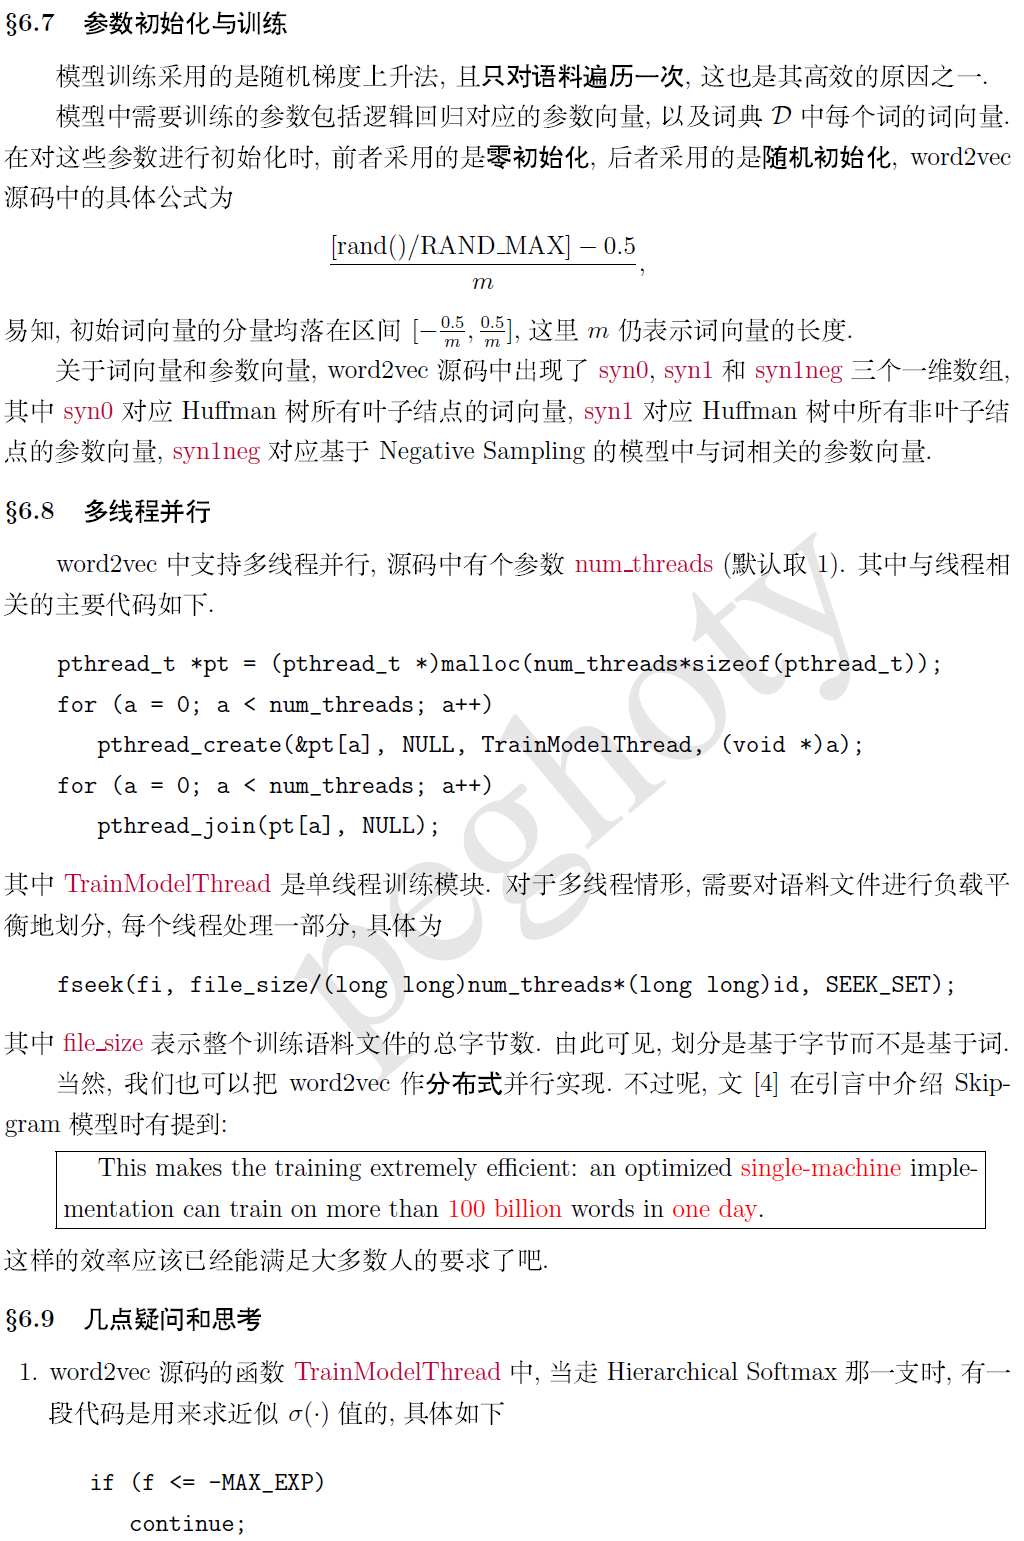 §6.7 参数初始化与训练
模型训练采用的是随机梯度上升法, 且只对语料遍历一次, 这也是其高效的原因之一.
模型中需要训练的参数包括逻辑回归对应的参数向量, 以及词典 𝒟 中每个词的词向量.
在对这些参数进行初始化时, 前者采用的是零初始化, 后者采用的是随机初始化, word2vec
源码中的具体公式为
[rand()/RAND_MAX] − 0.5
m ,
易知, 初始词向量的分量均落在区间 [−0.5/m, 0.5/m], 这里 m 仍表示词向量的长度.
关于词向量和参数向量, word2vec 源码中出现了 syn0, syn1 和 syn1neg 三个一维数组,
其中 syn0 对应 Huffman 树所有叶子结点的词向量, syn1 对应 Huffman 树中所有非叶子结
点的参数向量, syn1neg 对应基于 Negative Sampling 的模型中与词相关的参数向量.
§6.8 多线程并行
word2vec 中支持多线程并行, 源码中有个参数 num_threads (默认取 1). 其中与线程相
关的主要代码如下.
pthread_t *pt = (pthread_t *)malloc(num_threads*sizeof(pthread_t));
for (a = 0; a < num_threads; a++)
pthread_create(&pt[a], NULL, TrainModelThread, (void *)a);
for (a = 0; a < num_threads; a++)
pthread_join(pt[a], NULL);
其中 TrainModelThread 是单线程训练模块. 对于多线程情形, 需要对语料文件进行负载平
衡地划分, 每个线程处理一部分, 具体为
fseek(fi, file_size/(long long)num_threads*(long long)id, SEEK_SET);
其中 file_size 表示整个训练语料文件的总字节数. 由此可见, 划分是基于字节而不是基于词.
当然, 我们也可以把 word2vec 作分布式并行实现. 不过呢, 文 [4] 在引言中介绍 Skip-
gram 模型时有提到:
This makes the training extremely efficient: an optimized single-machine imple-
mentation can train on more than 100 billion words in one day.
这样的效率应该已经能满足大多数人的要求了吧.
§6.9 几点疑问和思考
1. word2vec 源码的函数 TrainModelThread 中, 当走 Hierarchical Softmax 那一支时, 有一
段代码是用来求近似 σ(·) 值的, 具体如下
if (f <= -MAX_EXP)
continue;
peghoty